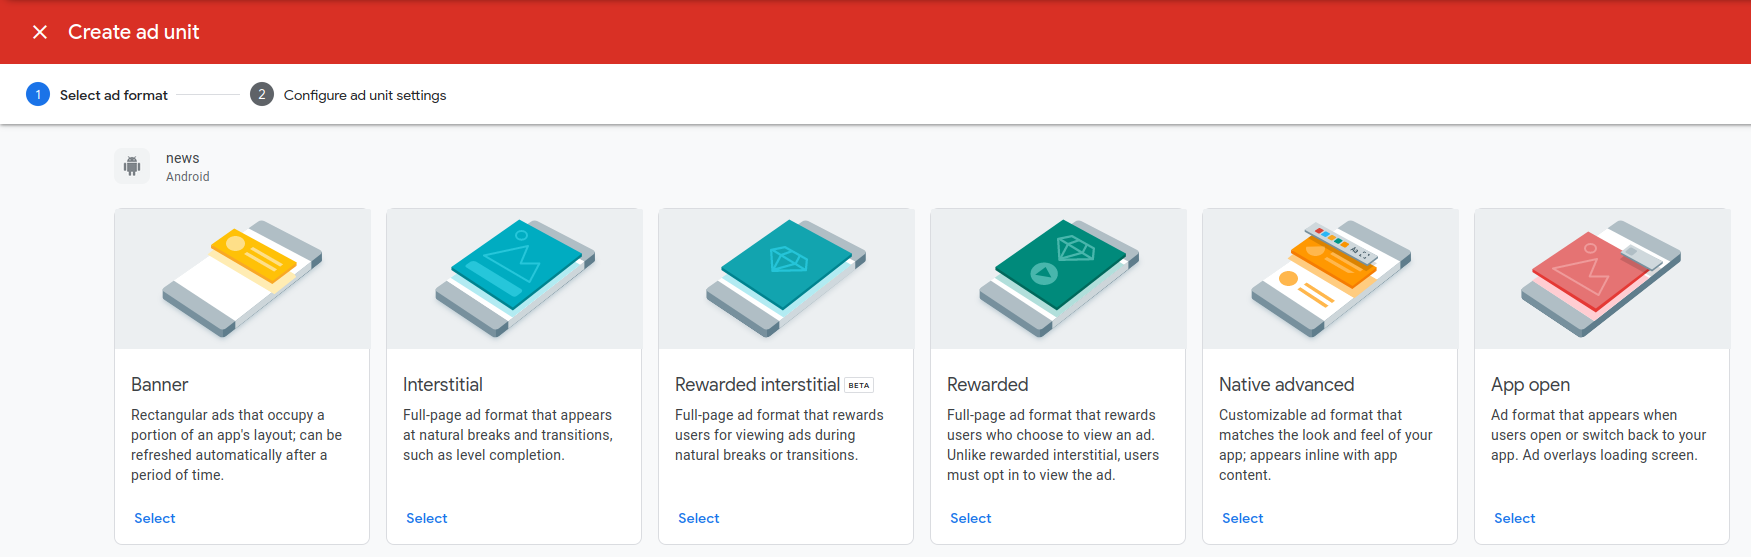 Create ad unit
1 Select ad format 2 Configure ad unit settings
news
Android
Banner
Rectangular ads that occupy a
portion of an app's layout; can be
refreshed automatically after a
period of time.
Select
Interstitial
Full-page ad format that appears
at natural breaks and transitions,
such as level completion.
Select
Rewarded interstitial BETA
Full-page ad format that rewards
users for viewing ads during
natural breaks or transitions.
Select
Rewarded
Full-page ad format that rewards
users who choose to view an ad.
Unlike rewarded interstitial, users
must opt in to view the ad.
Select
Native advanced
Customizable ad format that
matches the look and feel of your
app; appears inline with app
content.
Select
App open
Ad format that appears when
users open or switch back to your
app. Ad overlays loading screen.
Select